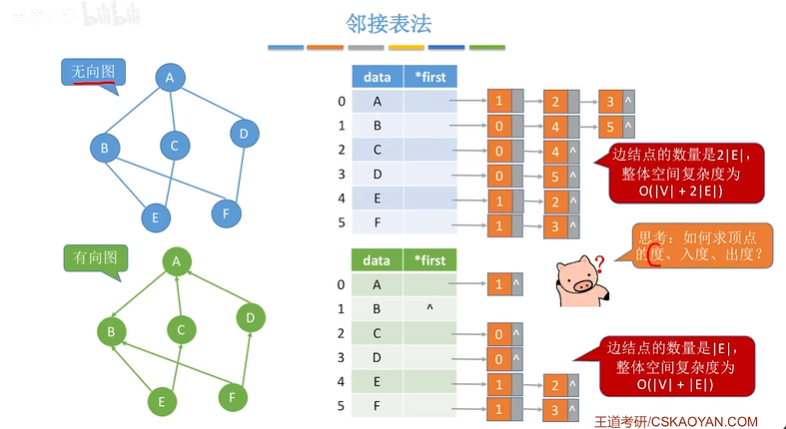 bilibili
邻接表法
无向图
A
B
C
D
E
F
data *first
0 A 1 2 3 ^
1 B 0 4 5 ^
2 C 0 4 ^
3 D 0 5 ^
4 E 1 2 ^
5 F 1 3 ^
边结点的数量是2|E|，
整体空间复杂度为
O(|V| + 2|E|)
思考：如何求顶点
的度、入度、出度？
?
有向图
A
B
C
D
E
F
data *first
0 A 1 ^
1 B ^
2 C 0 ^
3 D 0 ^
4 E 1 2 ^
5 F 1 3 ^
边结点的数量是|E|，
整体空间复杂度为
O(|V| + |E|)
王道考研/CSKAOYAN.COM